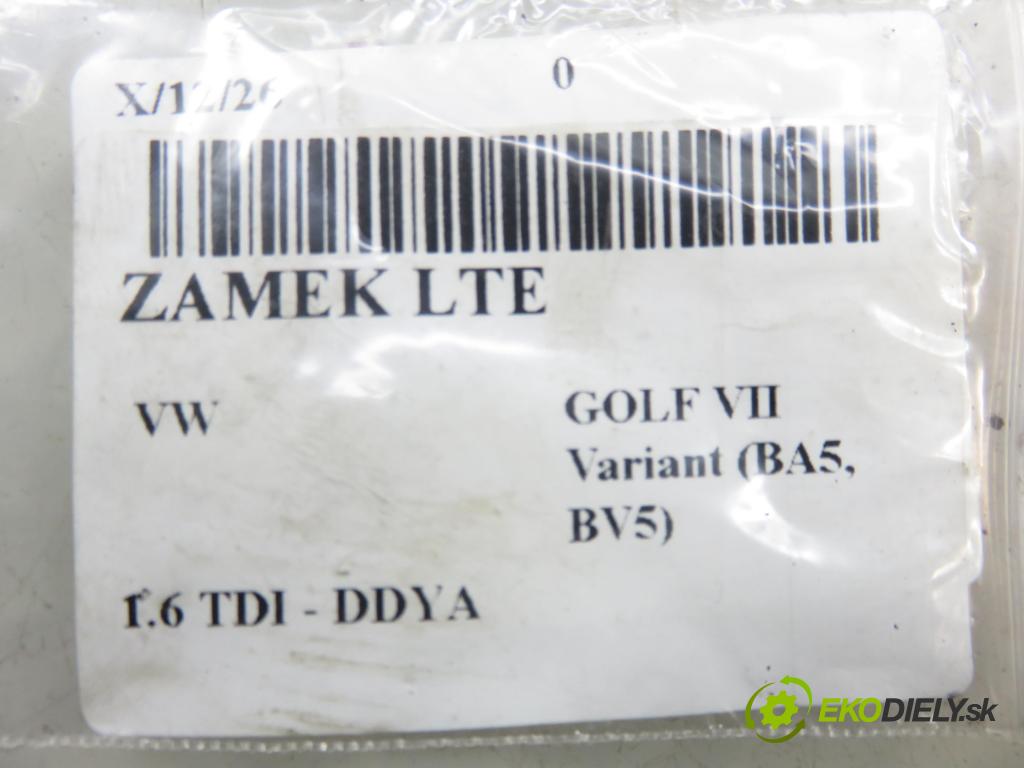 X/12/26 0
ZAMEK LTE
VW GOLF VII
Variant (BA5,
BV5)
1.6 TDI - DDYA
EKODIELY.sk